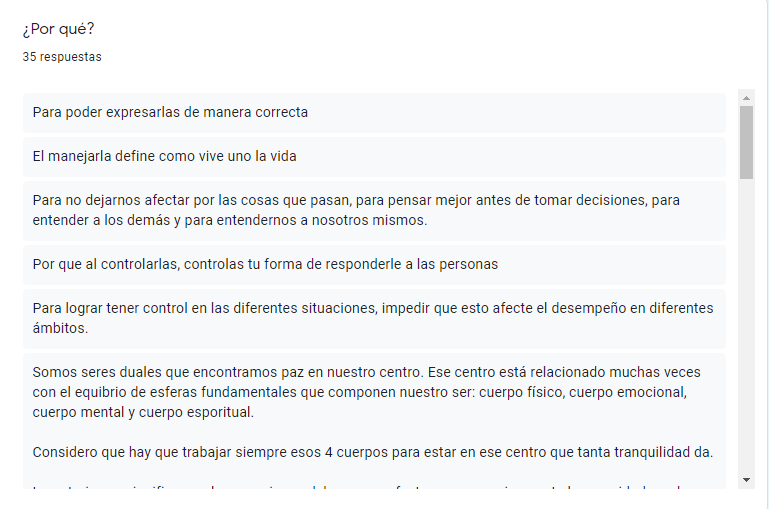 ¿Por qué?
35 respuestas
Para poder expresarlas de manera correcta
El manejarla define como vive uno la vida
Para no dejarnos afectar por las cosas que pasan, para pensar mejor antes de tomar decisiones, para
entender a los demás y para entendernos a nosotros mismos.
Por que al controlarlas, controlas tu forma de responderle a las personas
Para lograr tener control en las diferentes situaciones, impedir que esto afecte el desempeño en diferentes
ámbitos.
Somos seres duales que encontramos paz en nuestro centro. Ese centro está relacionado muchas veces
con el equibrio de esferas fundamentales que componen nuestro ser: cuerpo físico, cuerpo emocional,
cuerpo mental y cuerpo esporitual.
Considero que hay que trabajar siempre esos 4 cuerpos para estar en ese centro que tanta tranquilidad da.